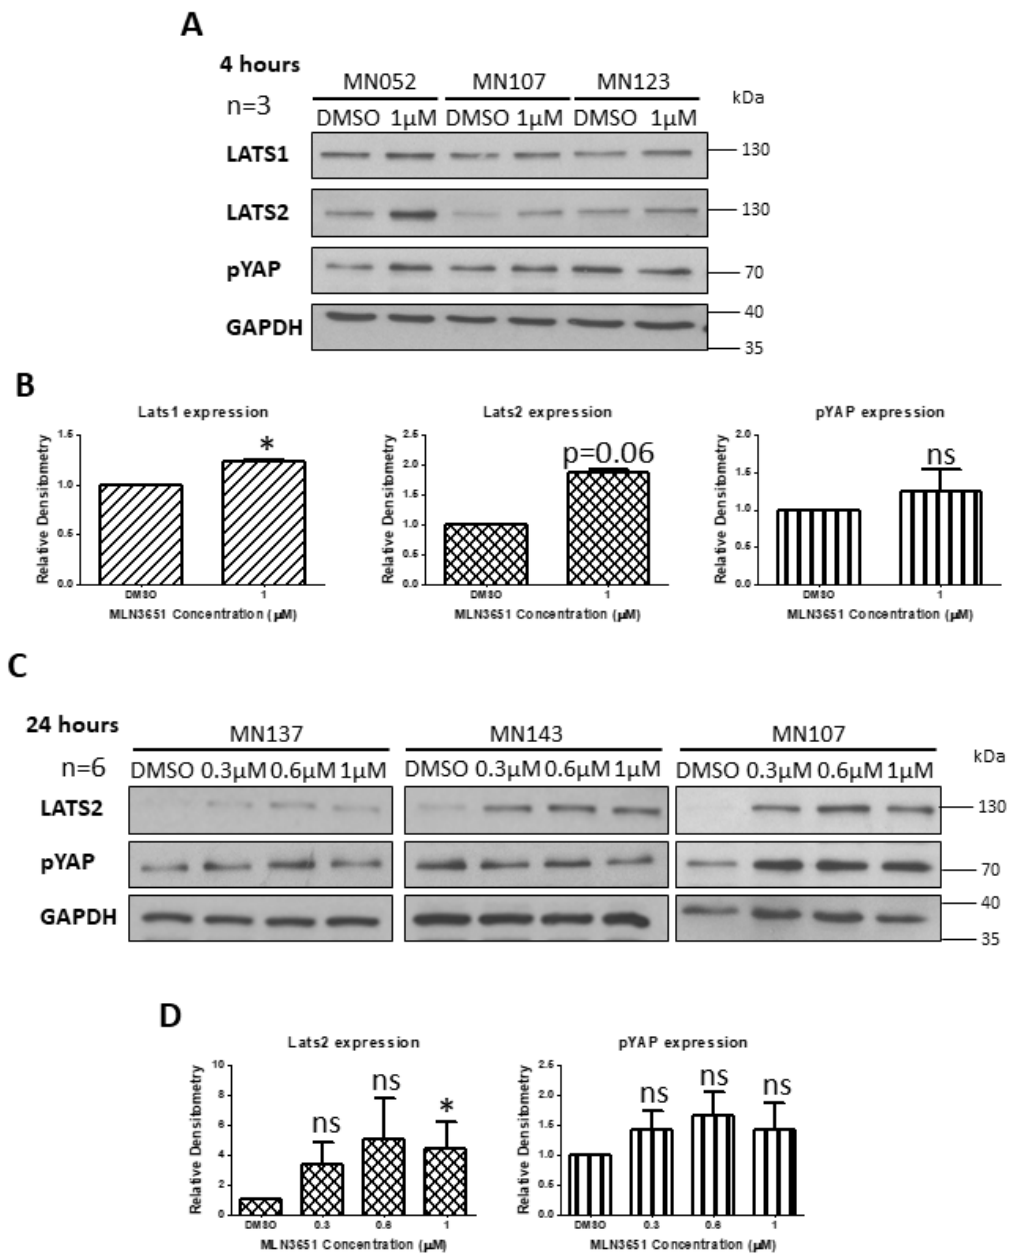 A
4 hours
n=3
MN052 MN107 MN123
kDa
DMSO 1µM DMSO 1µM DMSO 1µM
LATS1 130
LATS2 130
pYAP 70
GAPDH 40
35
B
Lats1 expression
Relative Densitometry
1.5
1.0
0.5
0.0
*
DMSO 1
MLN3651 Concentration (µM)
Lats2 expression
Relative Densitometry
2.5
2.0
1.5
1.0
0.5
0.0
p=0.06
DMSO 1
MLN3651 Concentration (µM)
pYAP expression
Relative Densitometry
2.0
1.5
1.0
0.5
0.0
ns
DMSO 1
MLN3651 Concentration (µM)
C
24 hours
n=6
MN137 MN143 MN107
kDa
DMSO 0.3µM 0.6µM 1µM DMSO 0.3µM 0.6µM 1µM DMSO 0.3µM 0.6µM 1µM
LATS2 130
pYAP 70
GAPDH 40
35
D
Lats2 expression
Relative Densitometry
10
8
6
4
2
0
ns ns *
DMSO 0.3 0.6 1
MLN3651 Concentration (µM)
pYAP expression
Relative Densitometry
2.5
2.0
1.5
1.0
0.5
0.0
ns ns ns
DMSO 0.3 0.6 1
MLN3651 Concentration (µM)